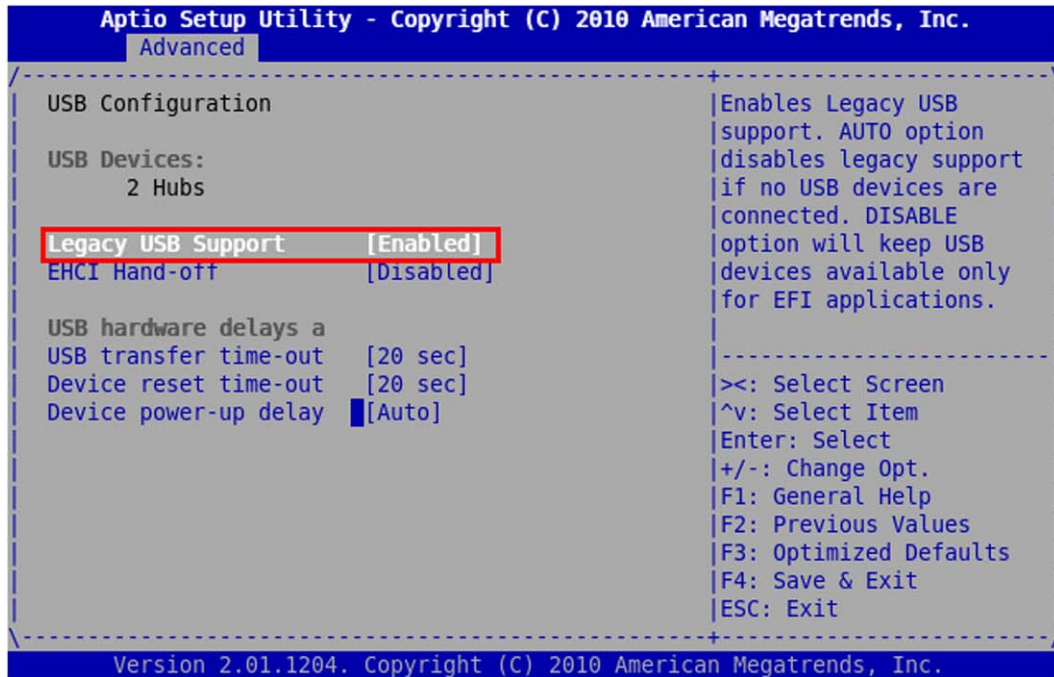 Aptio Setup Utility - Copyright (C) 2010 American Megatrends, Inc.
Advanced
USB Configuration
USB Devices:
2 Hubs
Legacy USB Support [Enabled]
EHCI Hand-off [Disabled]
USB hardware delays a
USB transfer time-out [20 sec]
Device reset time-out [20 sec]
Device power-up delay [Auto]
Enables Legacy USB
support. AUTO option
disables legacy support
if no USB devices are
connected. DISABLE
option will keep USB
devices available only
for EFI applications.
><: Select Screen
^v: Select Item
Enter: Select
+/-: Change Opt.
F1: General Help
F2: Previous Values
F3: Optimized Defaults
F4: Save & Exit
ESC: Exit
Version 2.01.1204. Copyright (C) 2010 American Megatrends, Inc.